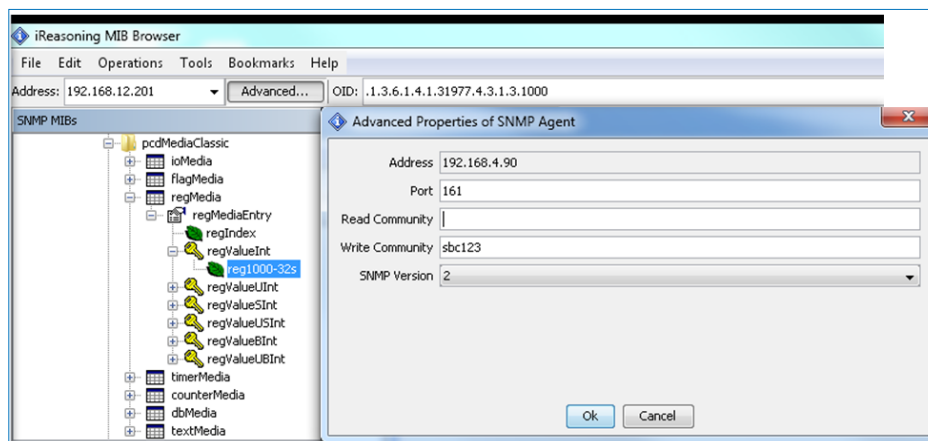 iReasoning MIB Browser
File Edit Operations Tools Bookmarks Help
Address: 192.168.12.201 Advanced... OID: .1.3.6.1.4.1.31977.4.3.1.3.1000
SNMP MIBs
pcdMediaClassic
ioMedia
flagMedia
regMedia
regMediaEntry
regIndex
regValueInt
reg1000-32s
regValueUInt
regValueSInt
regValueUSInt
regValueBInt
regValueUBInt
timerMedia
counterMedia
dbMedia
textMedia
Advanced Properties of SNMP Agent
Address 192.168.4.90
Port 161
Read Community
Write Community sbc123
SNMP Version 2
Ok Cancel